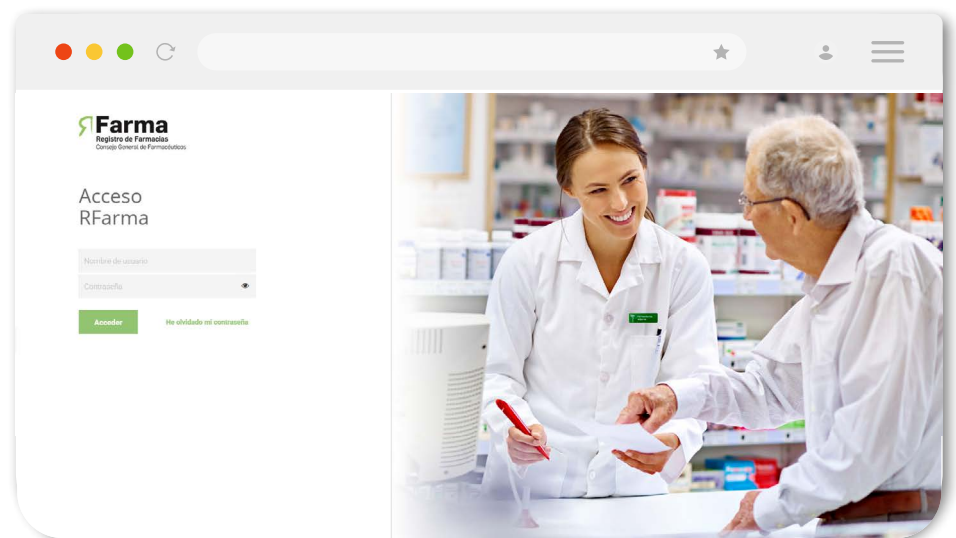 RFarma
Registro de Farmacias
Consejo General de Farmacéuticos
Acceso
RFarma
Nombre de usuario
Contraseña
Acceder
He olvidado mi contraseña